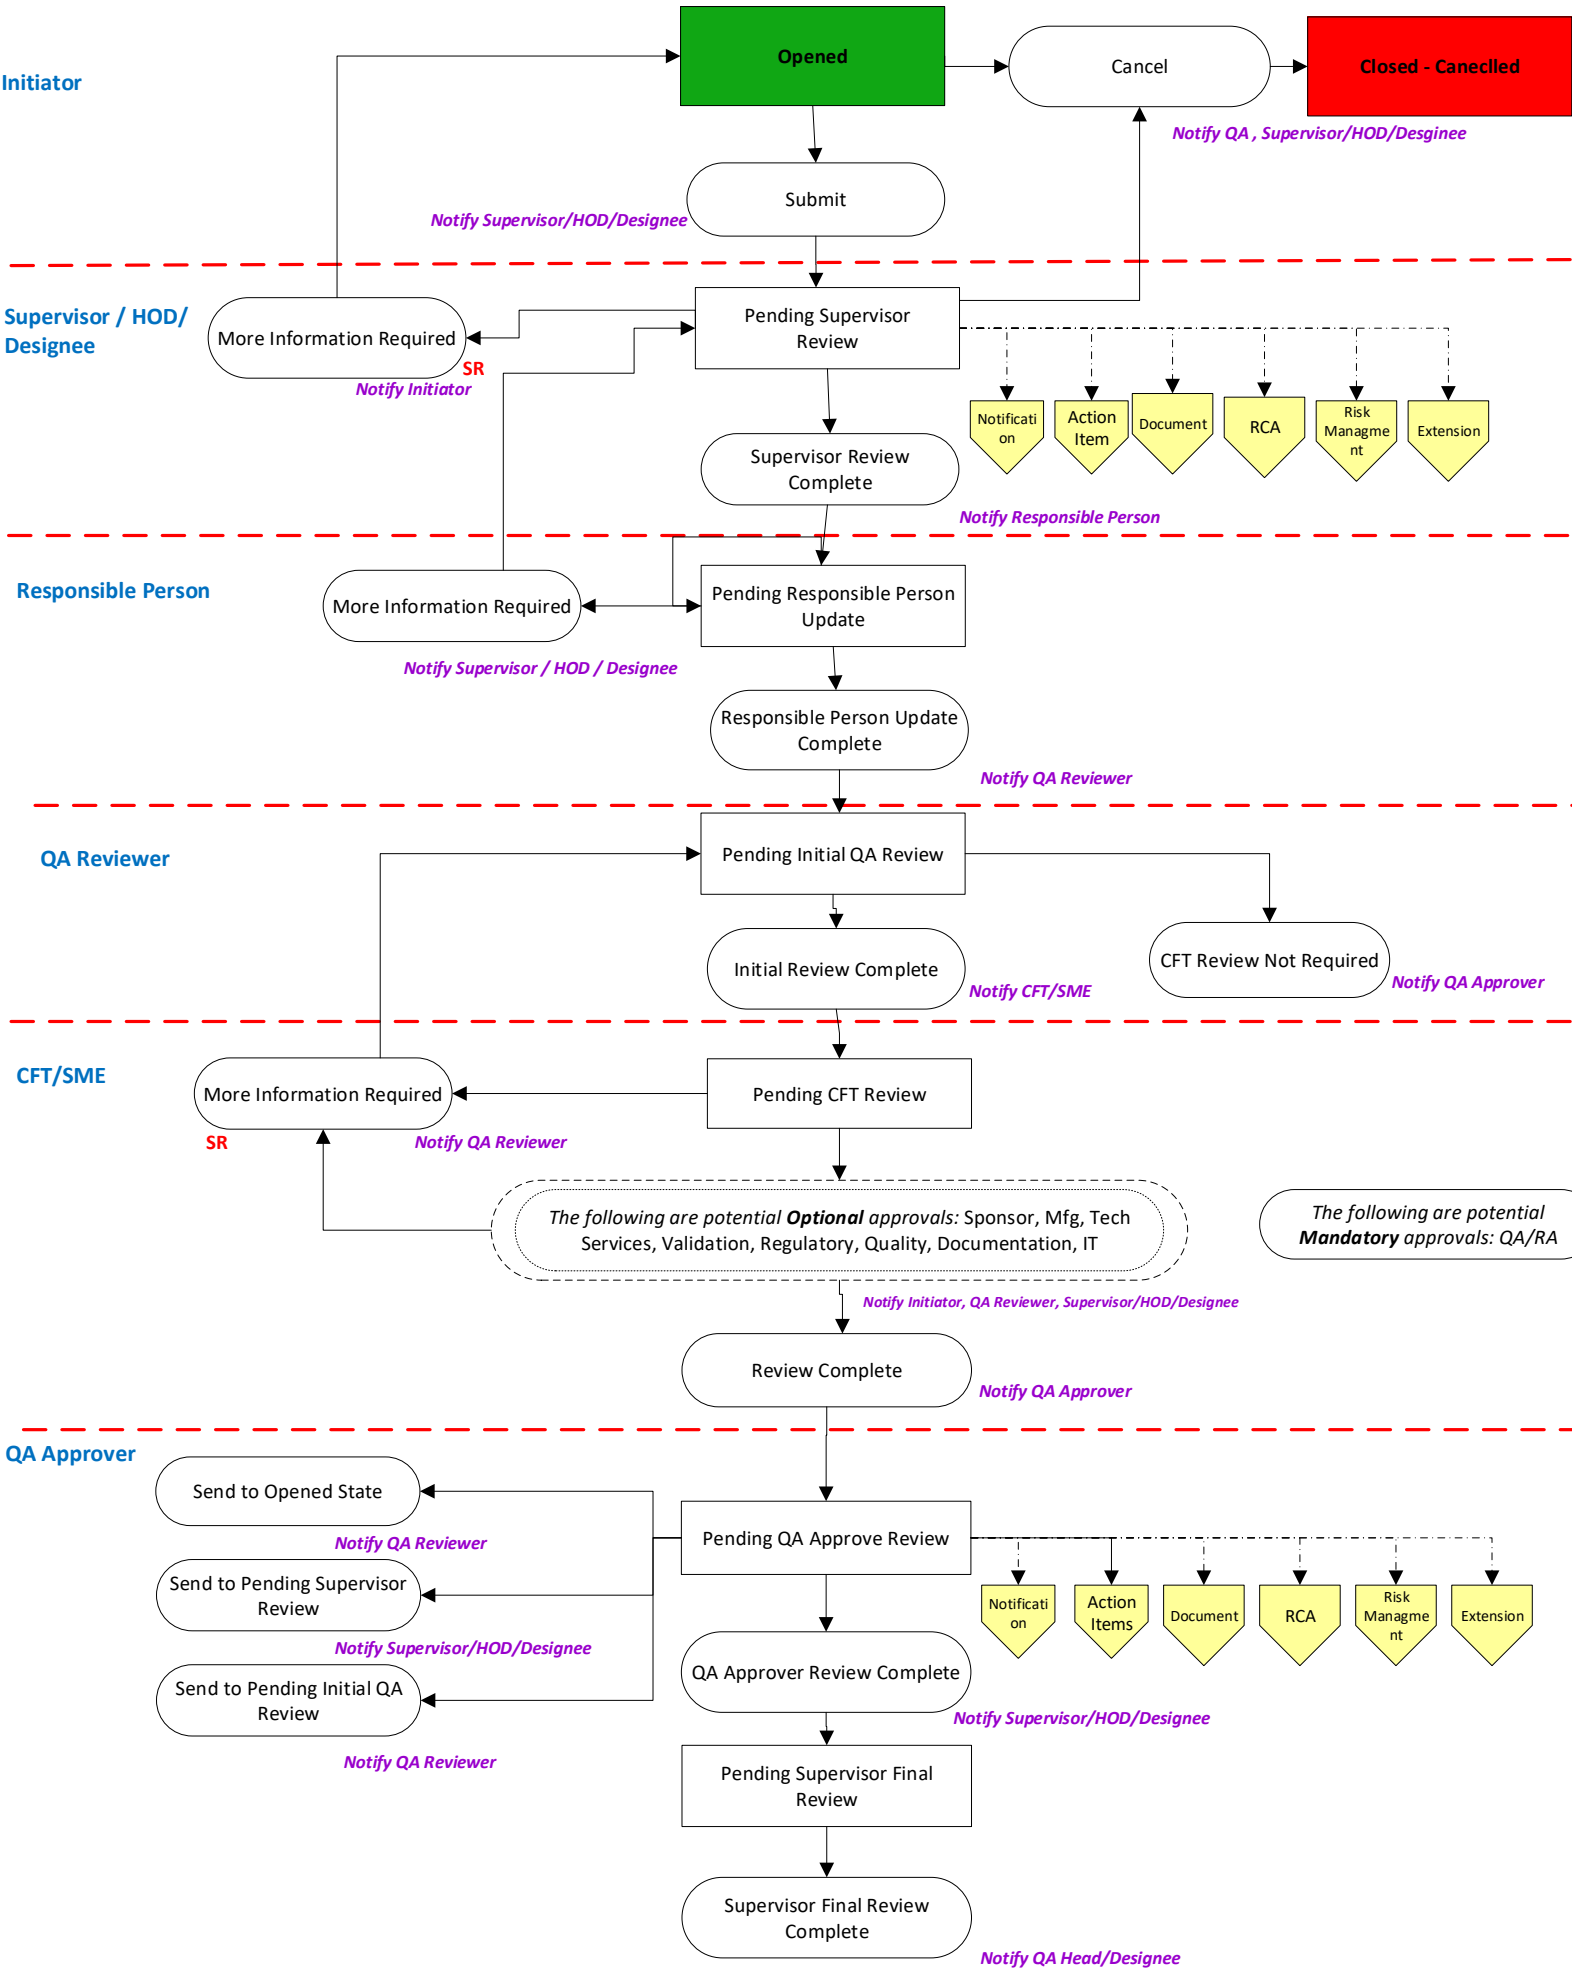 Initiator
Opened
Cancel
Closed - Caneclled
Notify QA , Supervisor/HOD/Desginee
Submit
Notify Supervisor/HOD/Designee
Supervisor / HOD/
Designee
More Information Required
SR
Notify Initiator
Pending Supervisor
Review
Notificati
on
Action
Item
Document
RCA
Risk
Managme
nt
Extension
Supervisor Review
Complete
Notify Responsible Person
Responsible Person
More Information Required
Pending Responsible Person
Update
Notify Supervisor / HOD / Designee
Responsible Person Update
Complete
Notify QA Reviewer
QA Reviewer
Pending Initial QA Review
Initial Review Complete
Notify CFT/SME
CFT Review Not Required
Notify QA Approver
CFT/SME
More Information Required
SR
Notify QA Reviewer
Pending CFT Review
The following are potential Optional approvals: Sponsor, Mfg, Tech
Services, Validation, Regulatory, Quality, Documentation, IT
The following are potential
Mandatory approvals: QA/RA
Notify Initiator, QA Reviewer, Supervisor/HOD/Designee
Review Complete
Notify QA Approver
QA Approver
Send to Opened State
Notify QA Reviewer
Pending QA Approve Review
Send to Pending Supervisor
Review
Notify Supervisor/HOD/Designee
Send to Pending Initial QA
Review
Notify QA Reviewer
Notificati
on
Action
Items
Document
RCA
Risk
Managme
nt
Extension
QA Approver Review Complete
Notify Supervisor/HOD/Designee
Pending Supervisor Final
Review
Supervisor Final Review
Complete
Notify QA Head/Designee